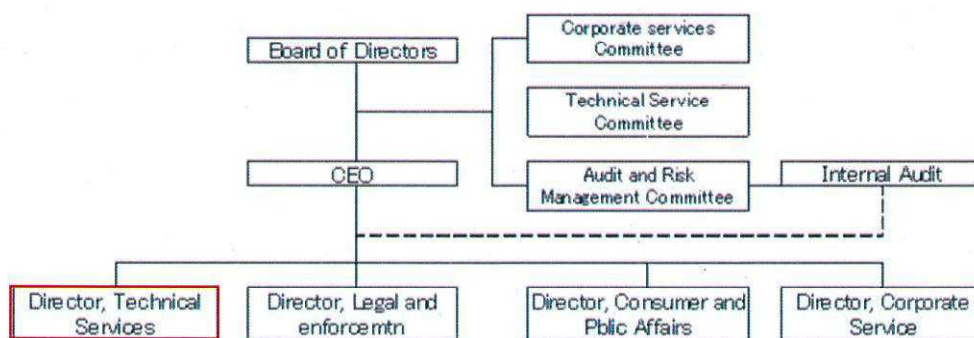 Board of Directors
Corporate services
Committee
Technical Service
Committee
CEO
Audit and Risk
Management Committee
Internal Audit
Director, Technical
Services
Director, Legal and
enforcemtn
Director, Consumer and
Pblic Affairs
Director, Corporate
Service